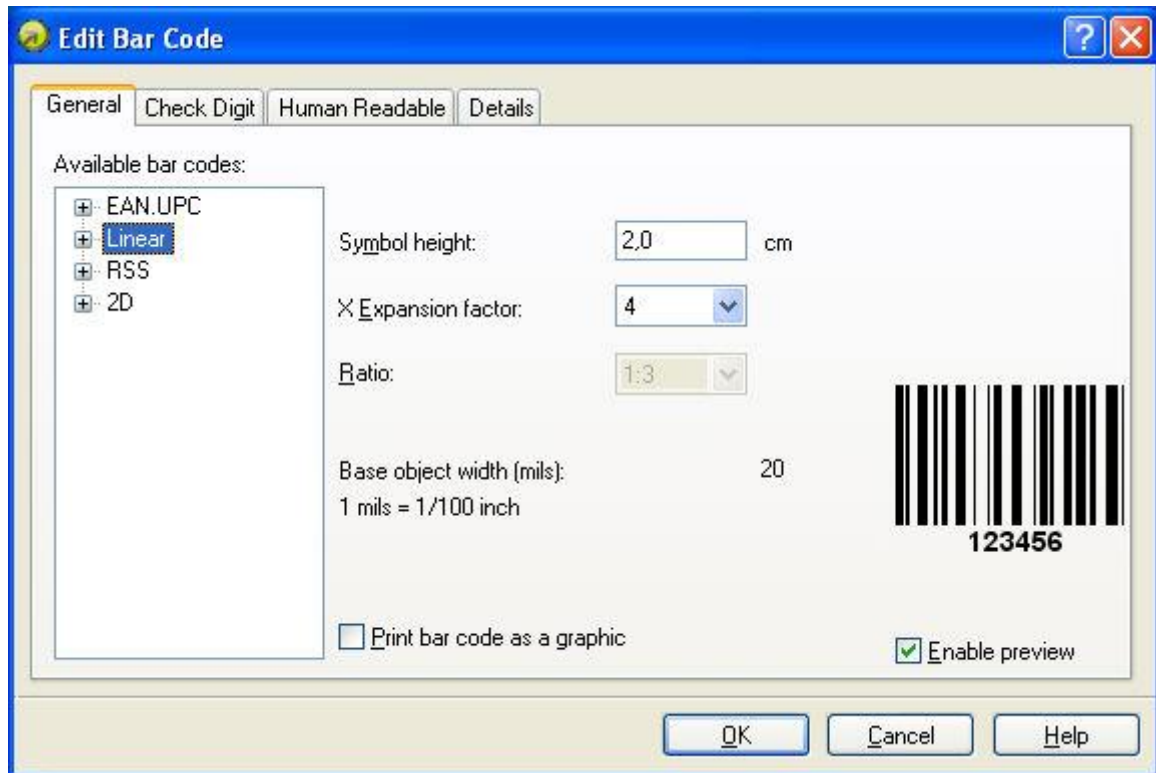 Edit Bar Code
General Check Digit Human Readable Details
Available bar codes:
EAN.UPC
Linear
RSS
2D
Symbol height: 2,0 cm
X Expansion factor: 4
Ratio: 1:3
Base object width (mils): 20
1 mils = 1/100 inch
123456
Print bar code as a graphic
Enable preview
OK Cancel Help